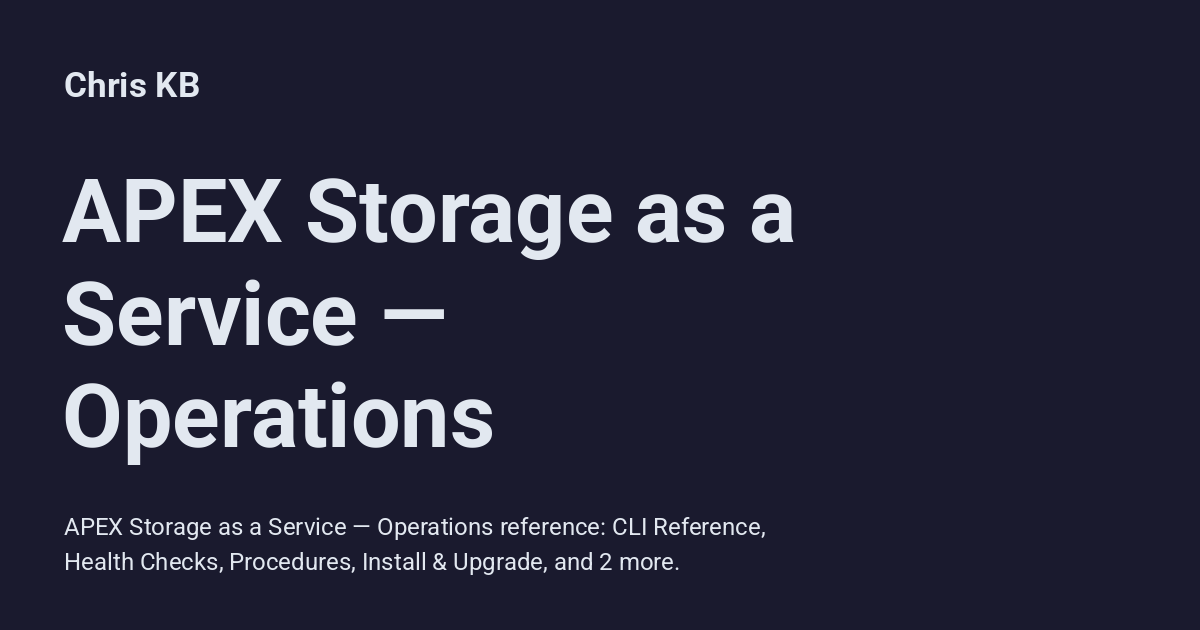 Chris KB
APEX Storage as a
Service —
Operations
APEX Storage as a Service — Operations reference: CLI Reference,
Health Checks, Procedures, Install & Upgrade, and 2 more.